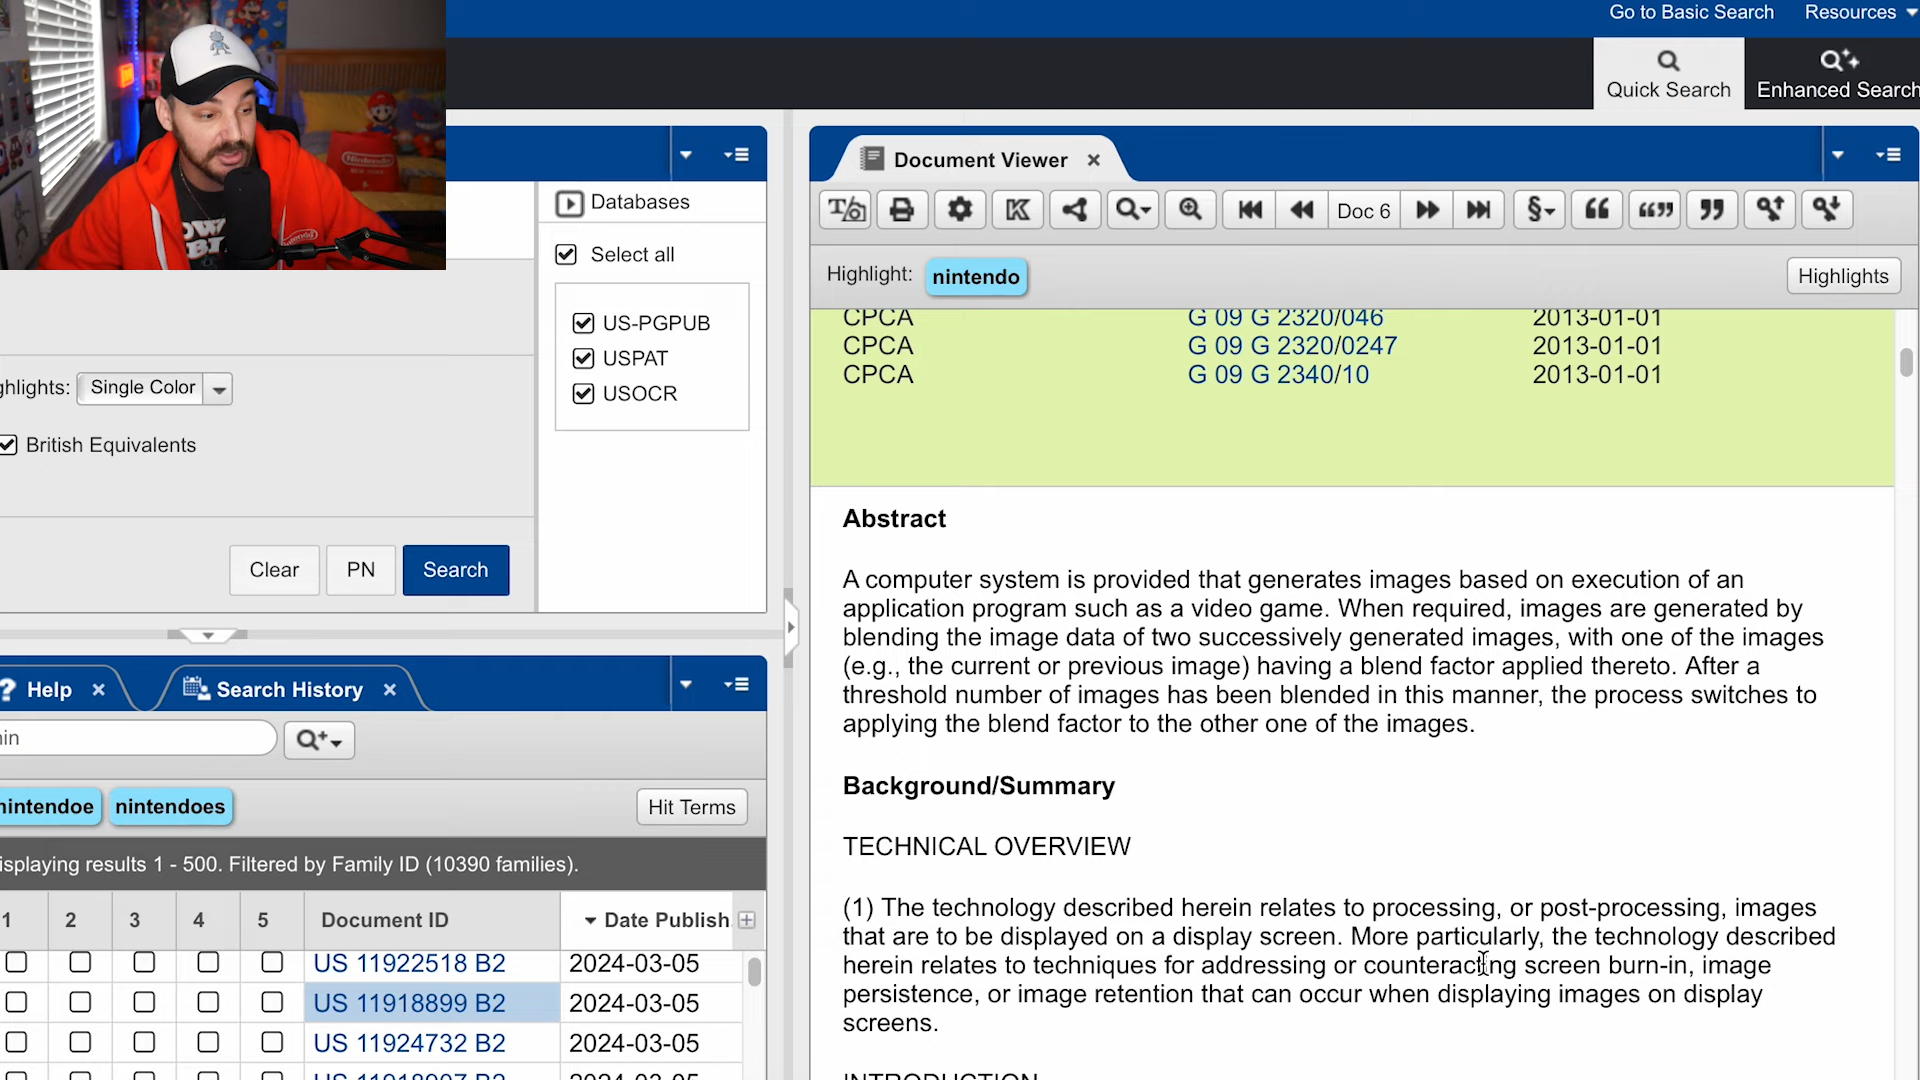 Go to Basic Search Resources
Quick Search
Enhanced Search
Nintendo
NEW YORK
Databases
Select all
US-PGPUB
USPAT
USOCR
ghlights: Single Color
British Equivalents
Clear PN Search
Document Viewer ×
T/
Doc 6
§
Highlight: nintendo
Highlights
CPCA G 09 G 2320/046 2013-01-01
CPCA G 09 G 2320/0247 2013-01-01
CPCA G 09 G 2340/10 2013-01-01
Abstract
A computer system is provided that generates images based on execution of an
application program such as a video game. When required, images are generated by
blending the image data of two successively generated images, with one of the images
(e.g., the current or previous image) having a blend factor applied thereto. After a
threshold number of images has been blended in this manner, the process switches to
applying the blend factor to the other one of the images.
Background/Summary
TECHNICAL OVERVIEW
(1) The technology described herein relates to processing, or post-processing, images
that are to be displayed on a display screen. More particularly, the technology described
herein relates to techniques for addressing or counteracting screen burn-in, image
persistence, or image retention that can occur when displaying images on display
screens.
INTRODUCTION
? Help × Search History ×
in
nintendoe nintendoes
Hit Terms
isplaying results 1 - 500. Filtered by Family ID (10390 families).
1 2 3 4 5 Document ID Date Publish
US 11922518 B2 2024-03-05
US 11918899 B2 2024-03-05
US 11924732 B2 2024-03-05